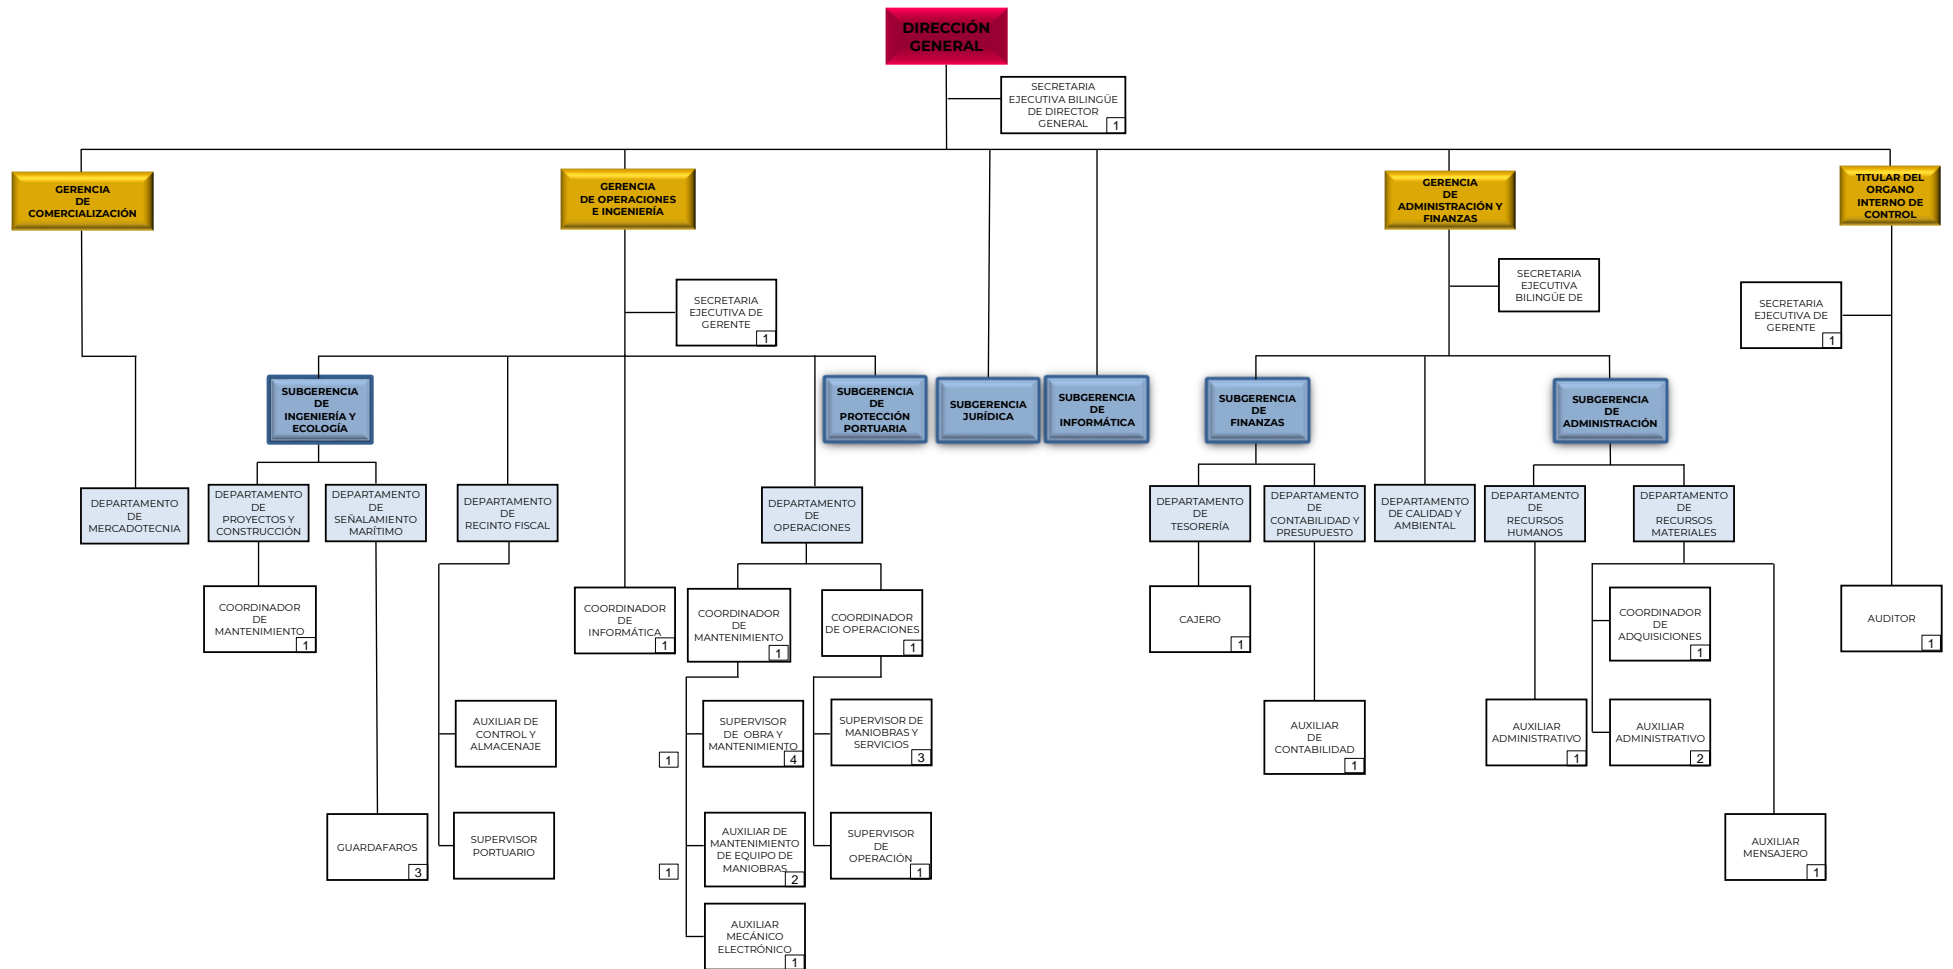 DIRECCIÓN
GENERAL
SECRETARIA
EJECUTIVA BILINGÜE
DE DIRECTOR
GENERAL
1
GERENCIA
DE
COMERCIALIZACIÓN
GERENCIA
DE OPERACIONES
E INGENIERÍA
GERENCIA
DE
ADMINISTRACIÓN Y
FINANZAS
TITULAR DEL
ORGANO
INTERNO DE
CONTROL
SECRETARIA
EJECUTIVA DE
GERENTE
1
SECRETARIA
EJECUTIVA
BILINGÜE DE
SECRETARIA
EJECUTIVA DE
GERENTE
1
SUBGERENCIA
DE
INGENIERÍA Y
ECOLOGÍA
SUBGERENCIA
DE
PROTECCIÓN
PORTUARIA
SUBGERENCIA
JURÍDICA
SUBGERENCIA
DE
INFORMÁTICA
SUBGERENCIA
DE
FINANZAS
SUBGERENCIA
DE
ADMINISTRACIÓN
DEPARTAMENTO
DE
MERCADOTECNIA
DEPARTAMENTO
DE
PROYECTOS Y
CONSTRUCCIÓN
DEPARTAMENTO
DE
SEÑALAMIENTO
MARÍTIMO
DEPARTAMENTO
DE
RECINTO FISCAL
DEPARTAMENTO
DE
OPERACIONES
DEPARTAMENTO
DE
TESORERÍA
DEPARTAMENTO
DE
CONTABILIDAD Y
PRESUPUESTO
DEPARTAMENTO
DE CALIDAD Y
AMBIENTAL
DEPARTAMENTO
DE
RECURSOS
HUMANOS
DEPARTAMENTO
DE
RECURSOS
MATERIALES
COORDINADOR
DE
MANTENIMIENTO
1
COORDINADOR
DE
INFORMÁTICA
1
COORDINADOR
DE
MANTENIMIENTO
1
COORDINADOR
DE OPERACIONES
1
CAJERO
1
COORDINADOR
DE
ADQUISICIONES
1
AUDITOR
1
AUXILIAR DE
CONTROL Y
ALMACENAJE
1
SUPERVISOR
DE OBRA Y
MANTENIMIENTO
4
SUPERVISOR DE
MANIOBRAS Y
SERVICIOS
3
AUXILIAR
DE
CONTABILIDAD
1
AUXILIAR
ADMINISTRATIVO
1
AUXILIAR
ADMINISTRATIVO
2
GUARDAFAROS
3
SUPERVISOR
PORTUARIO
1
AUXILIAR DE
MANTENIMIENTO
DE EQUIPO DE
MANIOBRAS
2
SUPERVISOR
DE
OPERACIÓN
1
AUXILIAR
MENSAJERO
1
AUXILIAR
MECÁNICO
ELECTRÓNICO
1